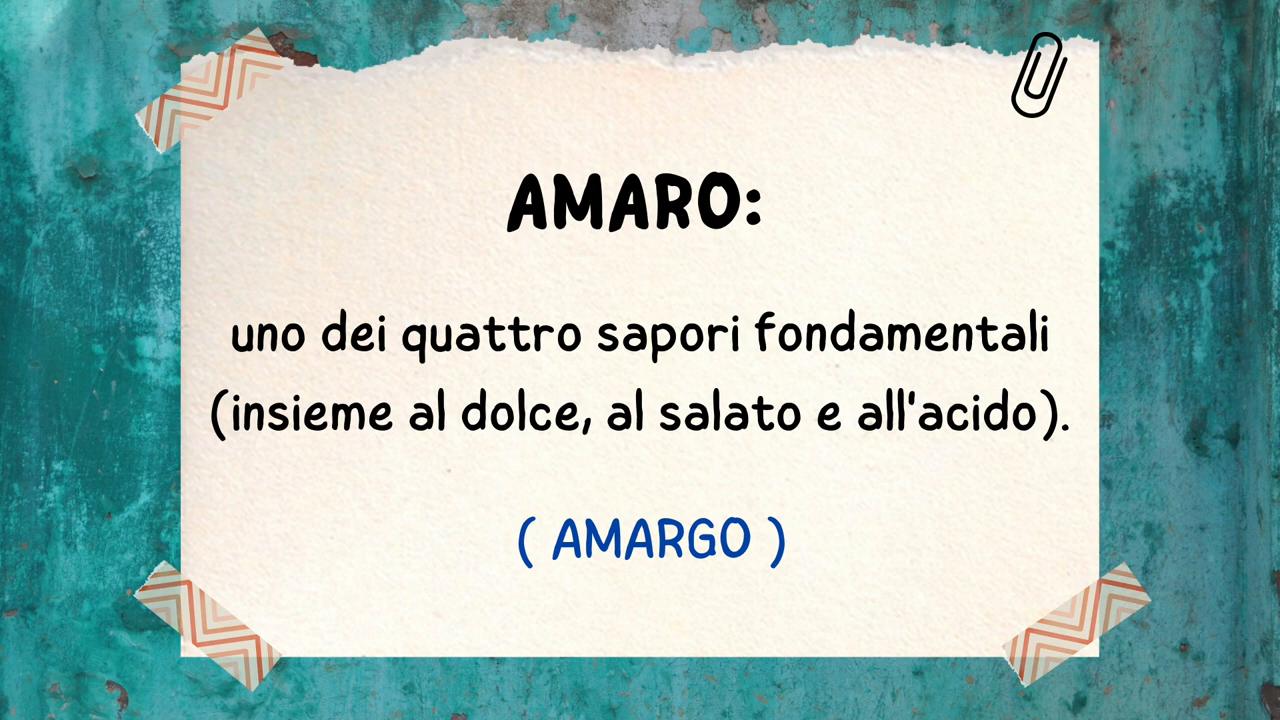 AMARO:
uno dei quattro sapori fondamentali
(insieme al dolce, al salato e all'acido).
( AMARGO )